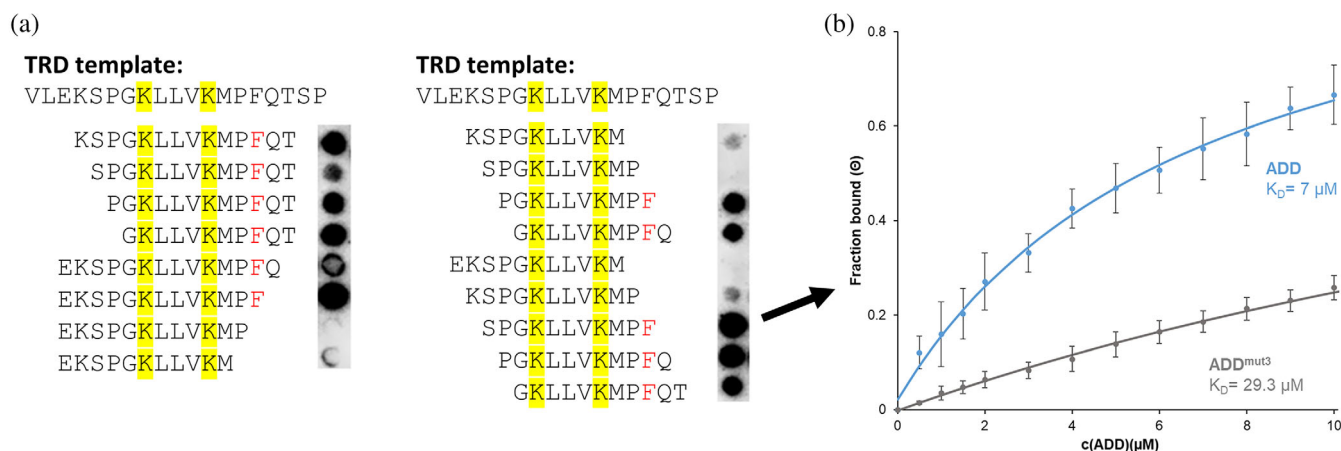 (a)
TRD template:
VLEKSPGKLLVKMPFQTSP
KSPGKLLVKMPFQT
SPGKLLVKMPFQT
PGKLLVKMPFQT
GKLLVKMPFQT
EKSPGKLLVKMPFQ
EKSPGKLLVKMPF
EKSPGKLLVKMP
EKSPGKLLVKM
TRD template:
VLEKSPGKLLVKMPFQTSP
KSPGKLLVKM
SPGKLLVKMP
PGKLLVKMPF
GKLLVKMPFQ
EKSPGKLLVKM
KSPGKLLVKMP
SPGKLLVKMPF
PGKLLVKMPFQ
GKLLVKMPFQT
(b)
0.8
0.6
0.4
0.2
0
Fraction bound (Θ)
ADD
KD= 7 µM
ADDmut3
KD= 29.3 µM
0 2 4 6 8 10
c(ADD)(µM)